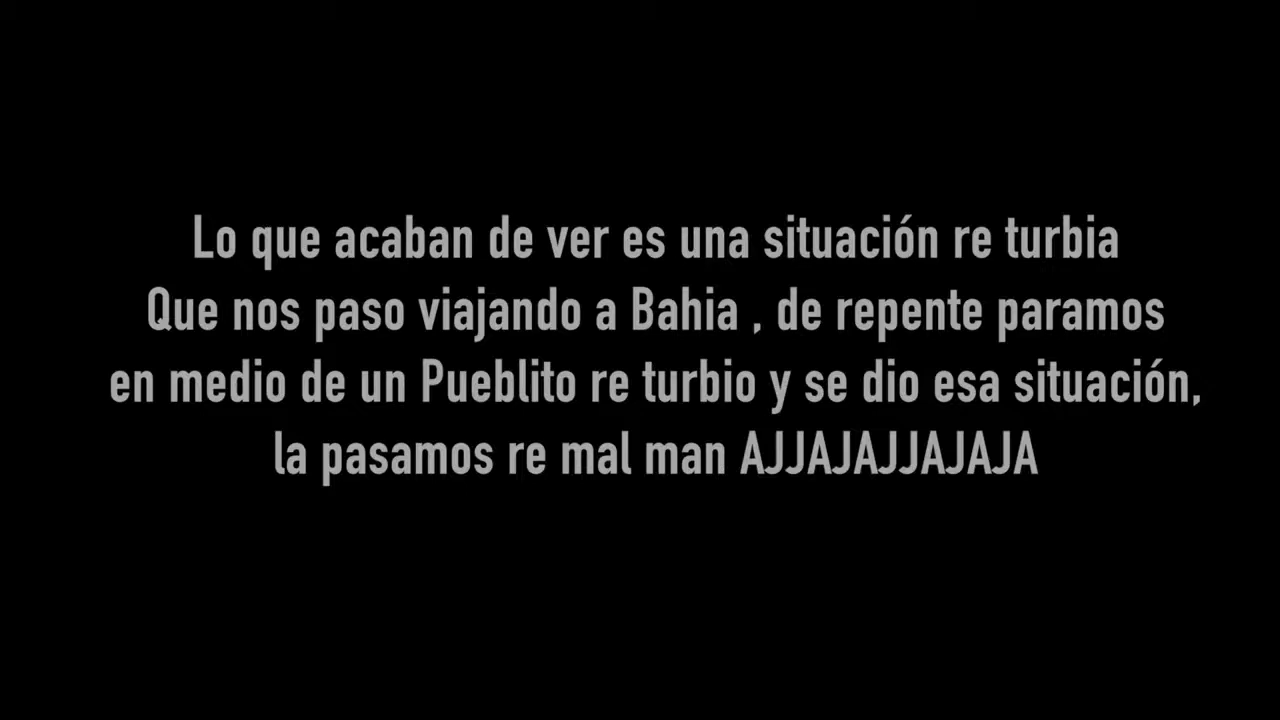 Lo que acaban de ver es una situación re turbia
Que nos paso viajando a Bahia , de repente paramos
en medio de un Pueblito re turbio y se dio esa situación,
la pasamos re mal man AJJAJAJJAJAJA